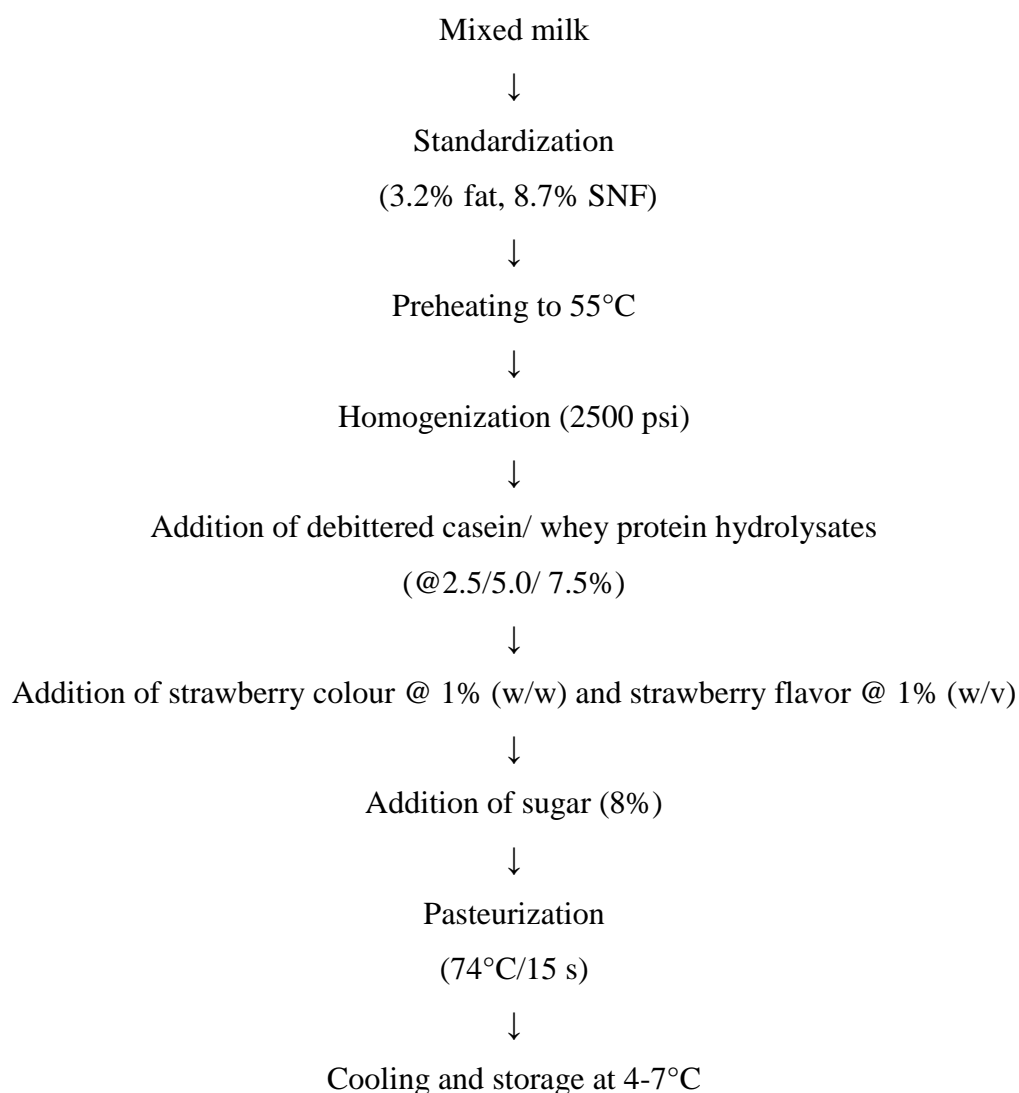 Mixed milk
↓
Standardization
(3.2% fat, 8.7% SNF)
↓
Preheating to 55°C
↓
Homogenization (2500 psi)
↓
Addition of debittered casein/ whey protein hydrolysates
(@2.5/5.0/ 7.5%)
↓
Addition of strawberry colour @ 1% (w/w) and strawberry flavor @ 1% (w/v)
↓
Addition of sugar (8%)
↓
Pasteurization
(74°C/15 s)
↓
Cooling and storage at 4-7°C